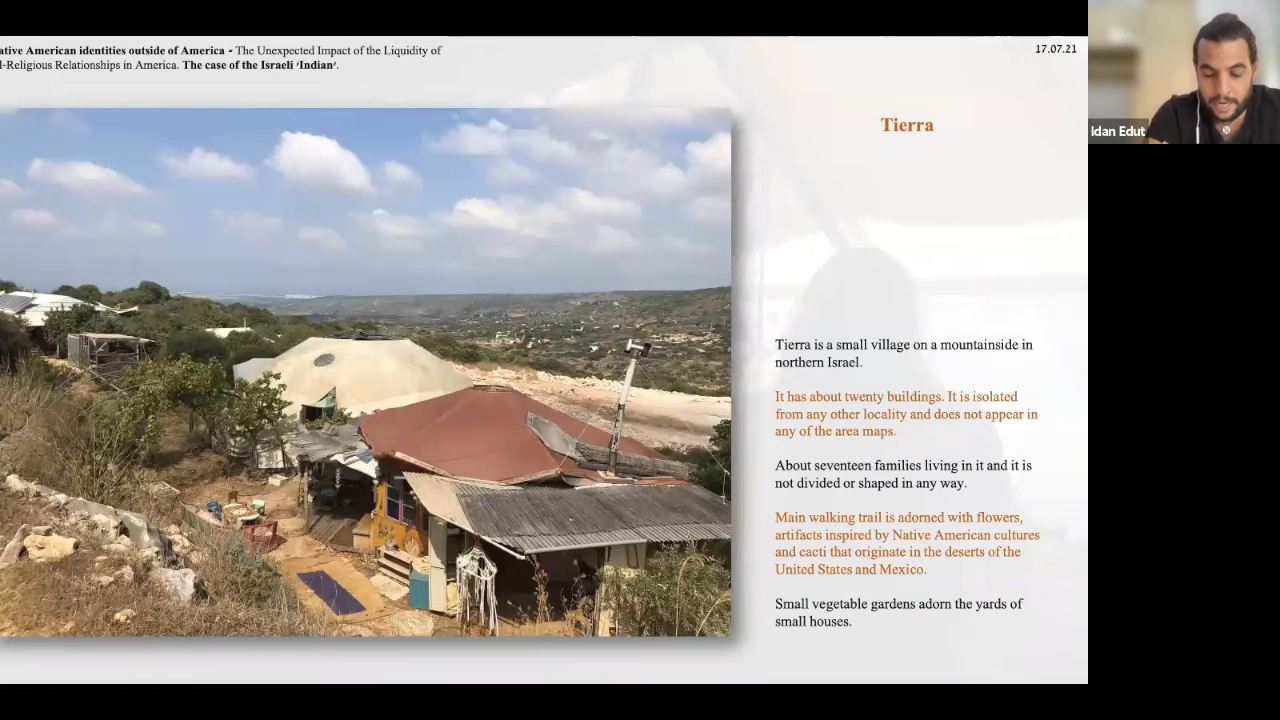 ative American identities outside of America - The Unexpected Impact of the Liquidity of
l-Religious Relationships in America. The case of the Israeli 'Indian'.
17.07.21
Tierra
Idan Edut
Tierra is a small village on a mountainside in
northern Israel.
It has about twenty buildings. It is isolated
from any other locality and does not appear in
any of the area maps.
About seventeen families living in it and it is
not divided or shaped in any way.
Main walking trail is adorned with flowers,
artifacts inspired by Native American cultures
and cacti that originate in the deserts of the
United States and Mexico.
Small vegetable gardens adorn the yards of
small houses.